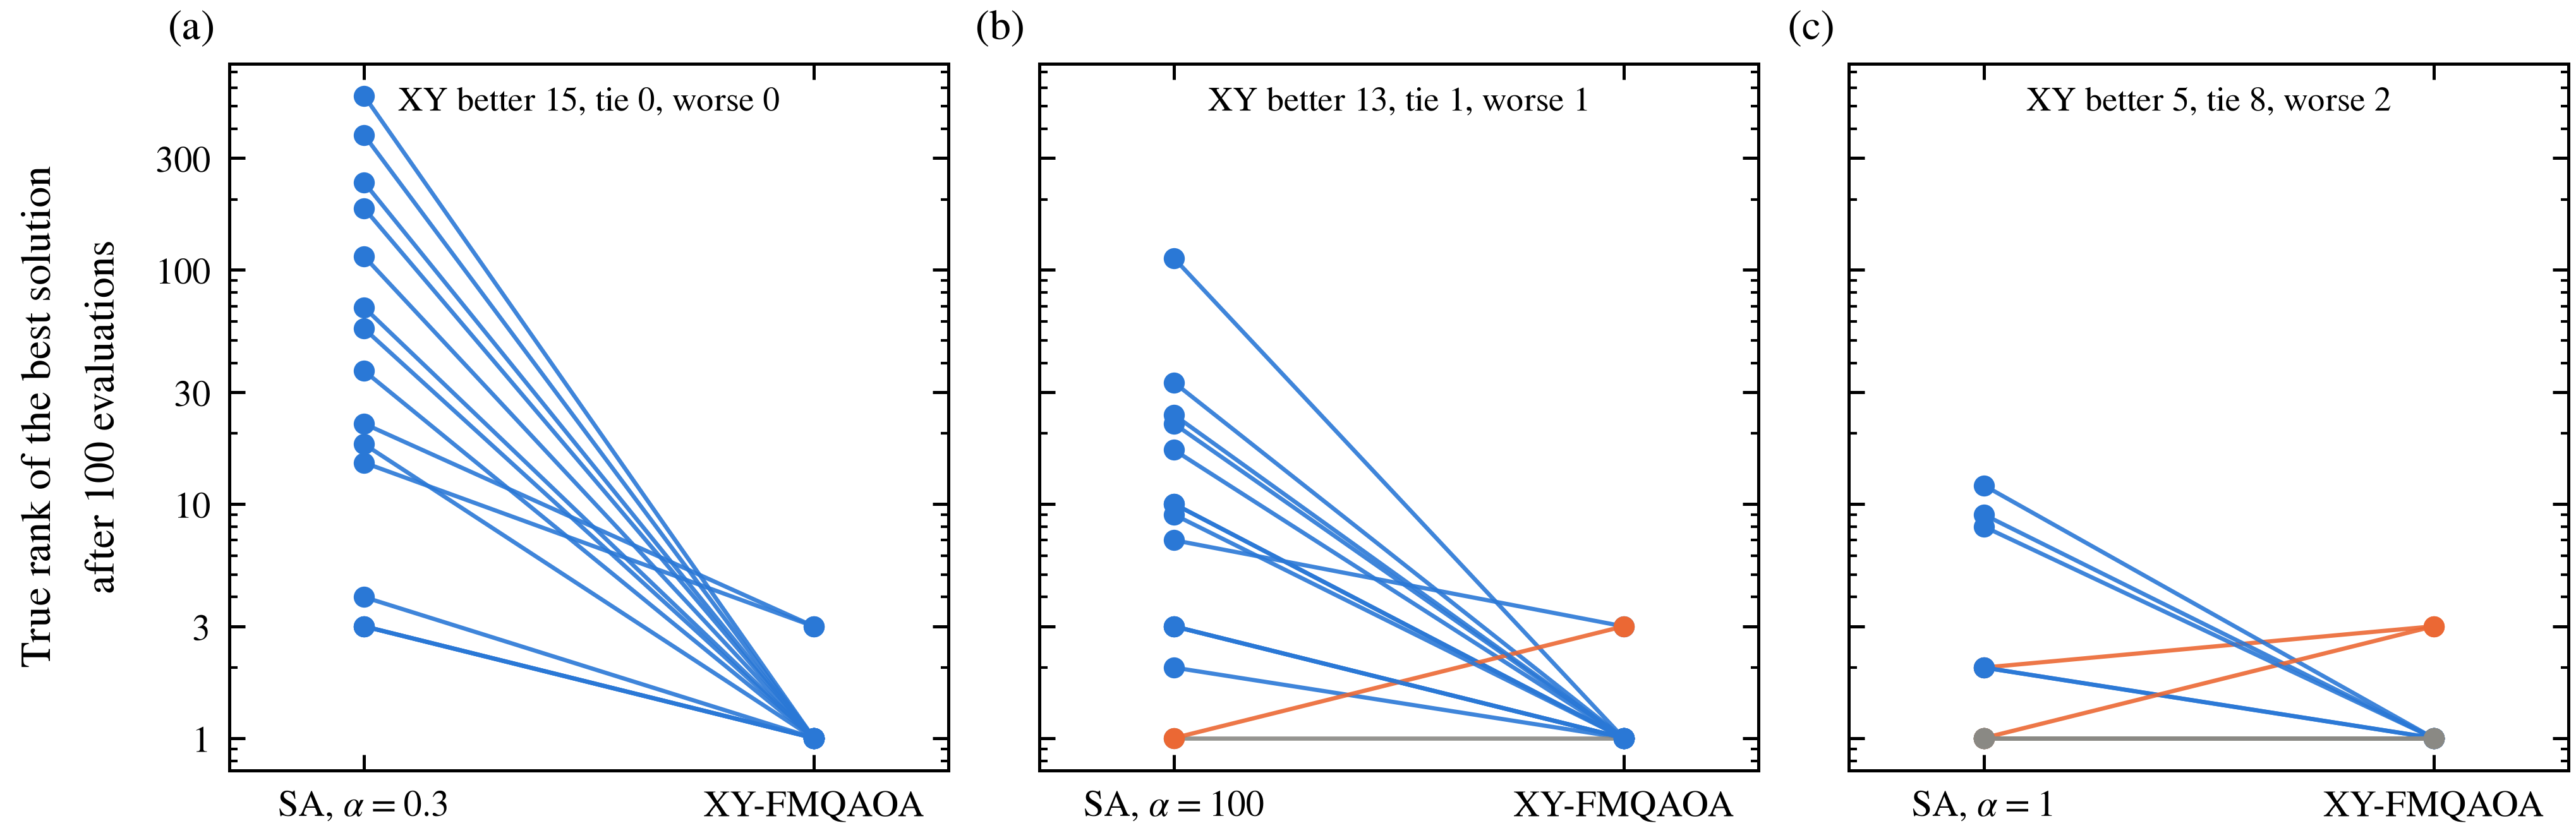 (a)
(b)
(c)
XY better 15, tie 0, worse 0
XY better 13, tie 1, worse 1
XY better 5, tie 8, worse 2
True rank of the best solution
after 100 evaluations
300
100
30
10
3
1
SA, α = 0.3
XY-FMQAOA
SA, α = 100
XY-FMQAOA
SA, α = 1
XY-FMQAOA